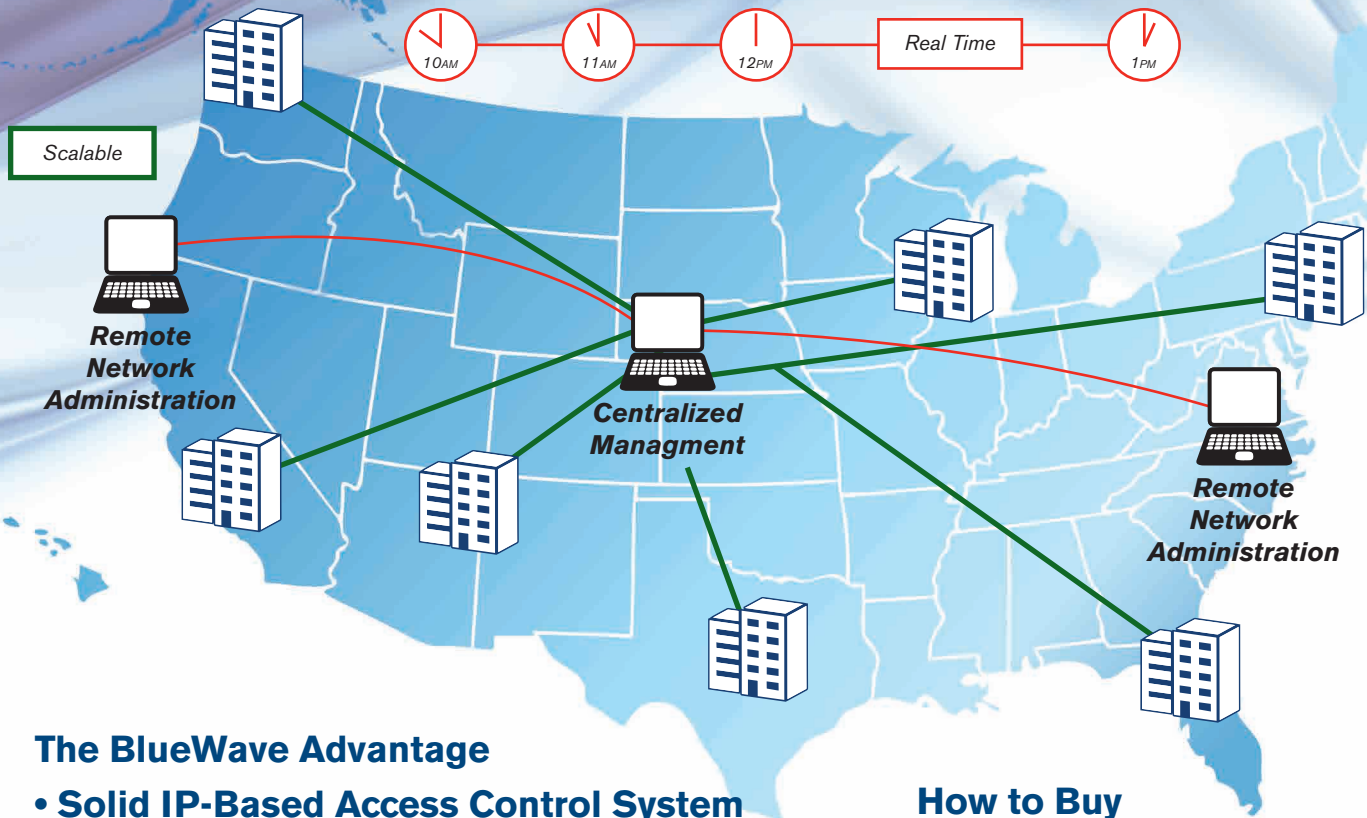 10AM
11AM
12PM
Real Time
1PM
Scalable
Remote
Network
Administration
Centralized
Managment
Remote
Network
Administration
The BlueWave Advantage
• Solid IP-Based Access Control System
How to Buy